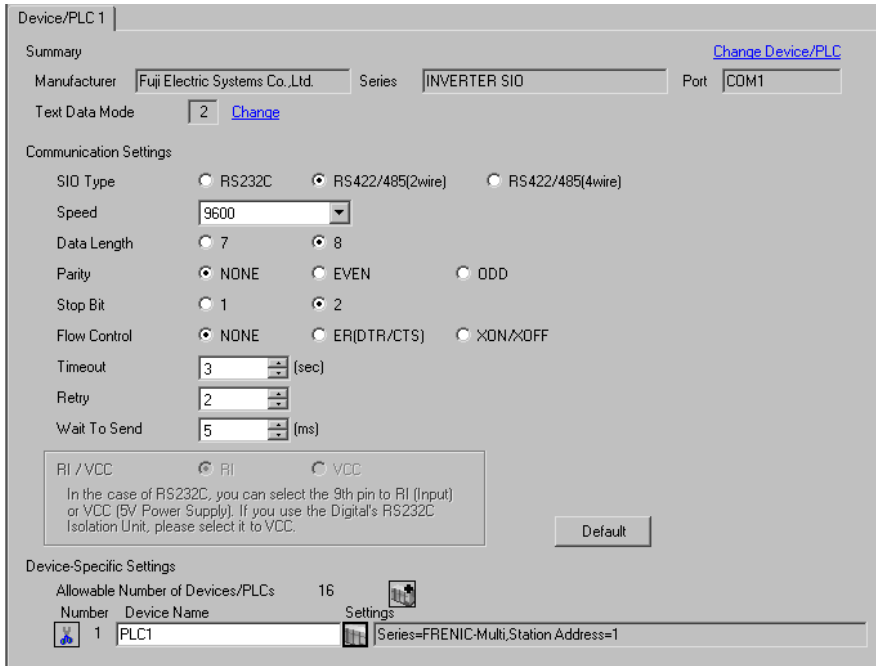 Device/PLC 1
Summary Change Device/PLC
Manufacturer Fuji Electric Systems Co.,Ltd. Series INVERTER SIO Port COM1
Text Data Mode 2 Change
Communication Settings
SIO Type RS232C RS422/485(2wire) RS422/485(4wire)
Speed 9600
Data Length 7 8
Parity NONE EVEN ODD
Stop Bit 1 2
Flow Control NONE ER(DTR/CTS) XON/XOFF
Timeout 3 (sec)
Retry 2
Wait To Send 5 (ms)
RI / VCC RI VCC
In the case of RS232C, you can select the 9th pin to RI (Input)
or VCC (5V Power Supply). If you use the Digital's RS232C
Isolation Unit, please select it to VCC.
Default
Device-Specific Settings
Allowable Number of Devices/PLCs 16
Number Device Name Settings
1 PLC1 Series=FRENIC-Multi,Station Address=1